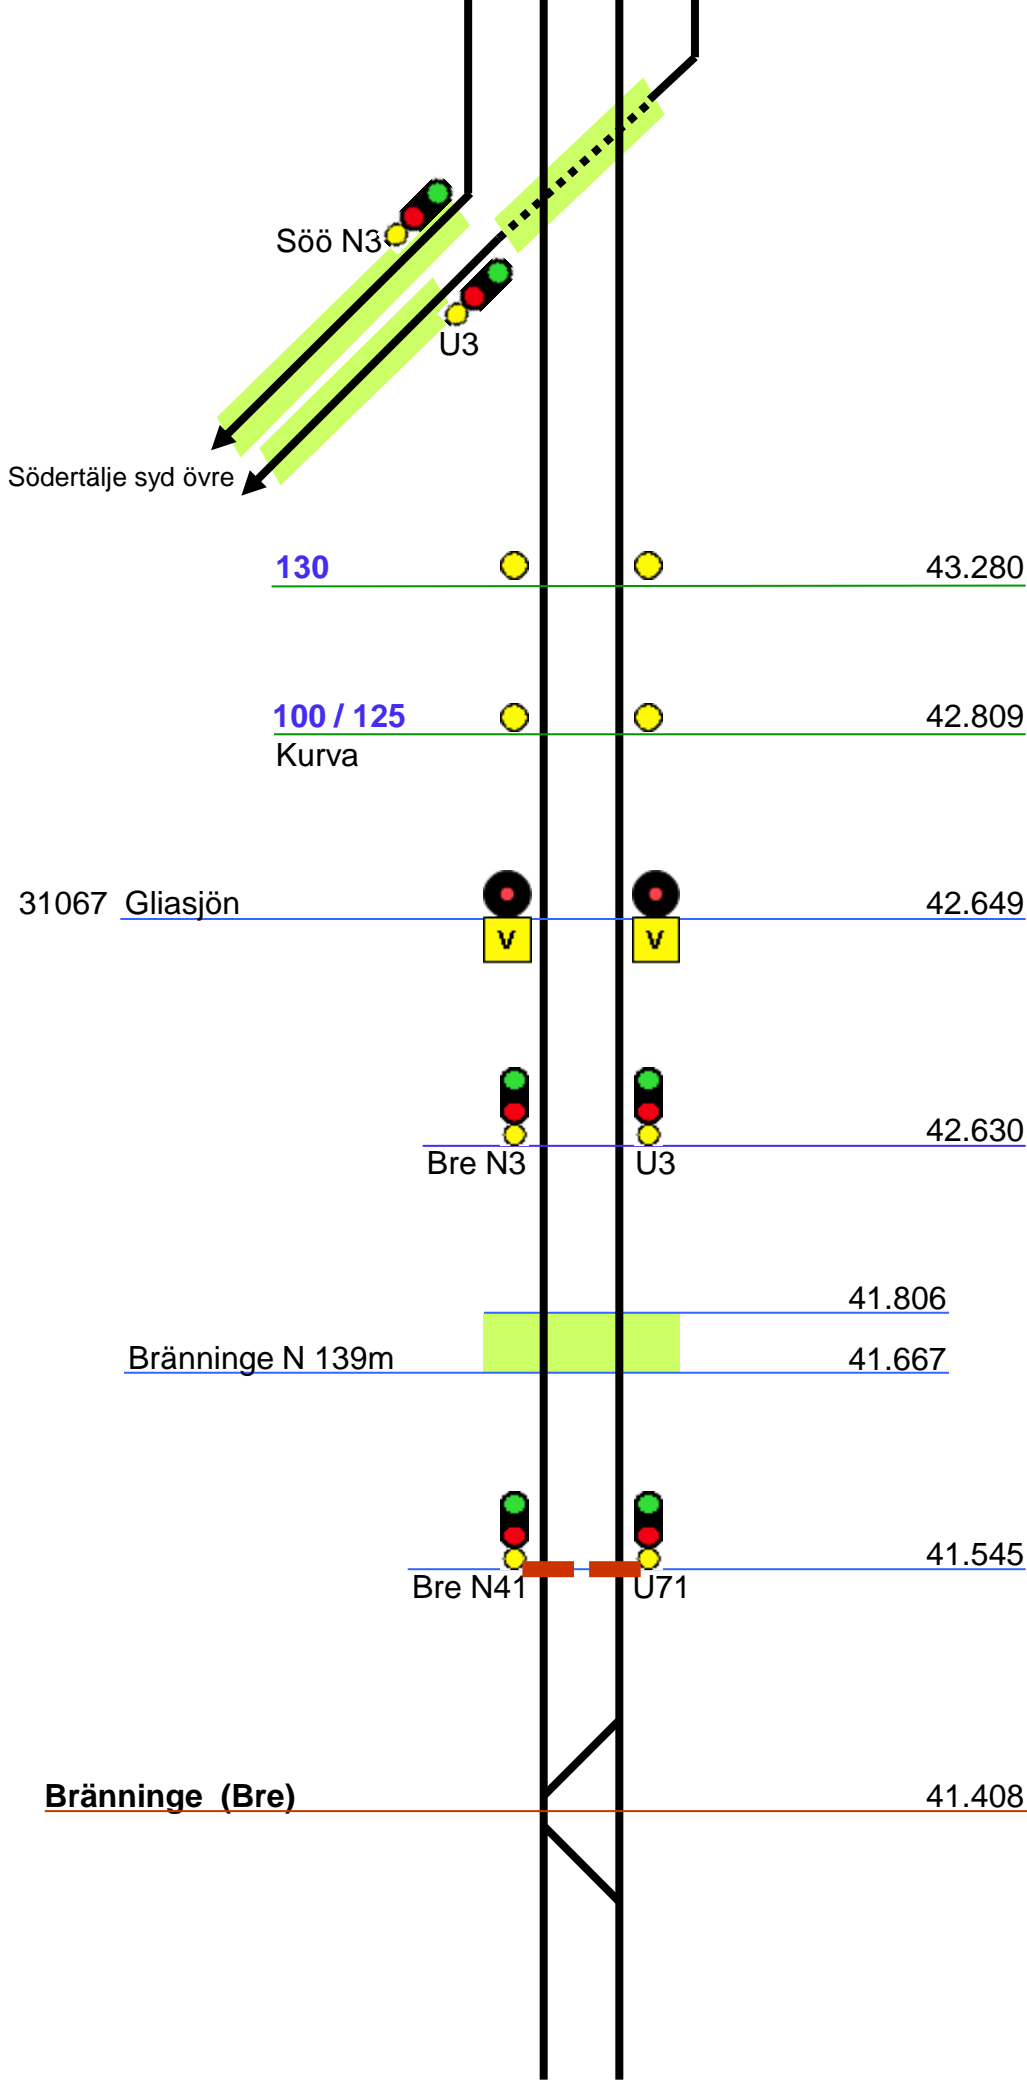 Söö N3
U3
Södertälje syd övre
130 43.280
100 / 125 42.809
Kurva
31067 Gliasjön 42.649
V V
42.630
Bre N3 U3
41.806
Bränninge N 139m 41.667
41.545
Bre N41 U71
Bränninge (Bre) 41.408